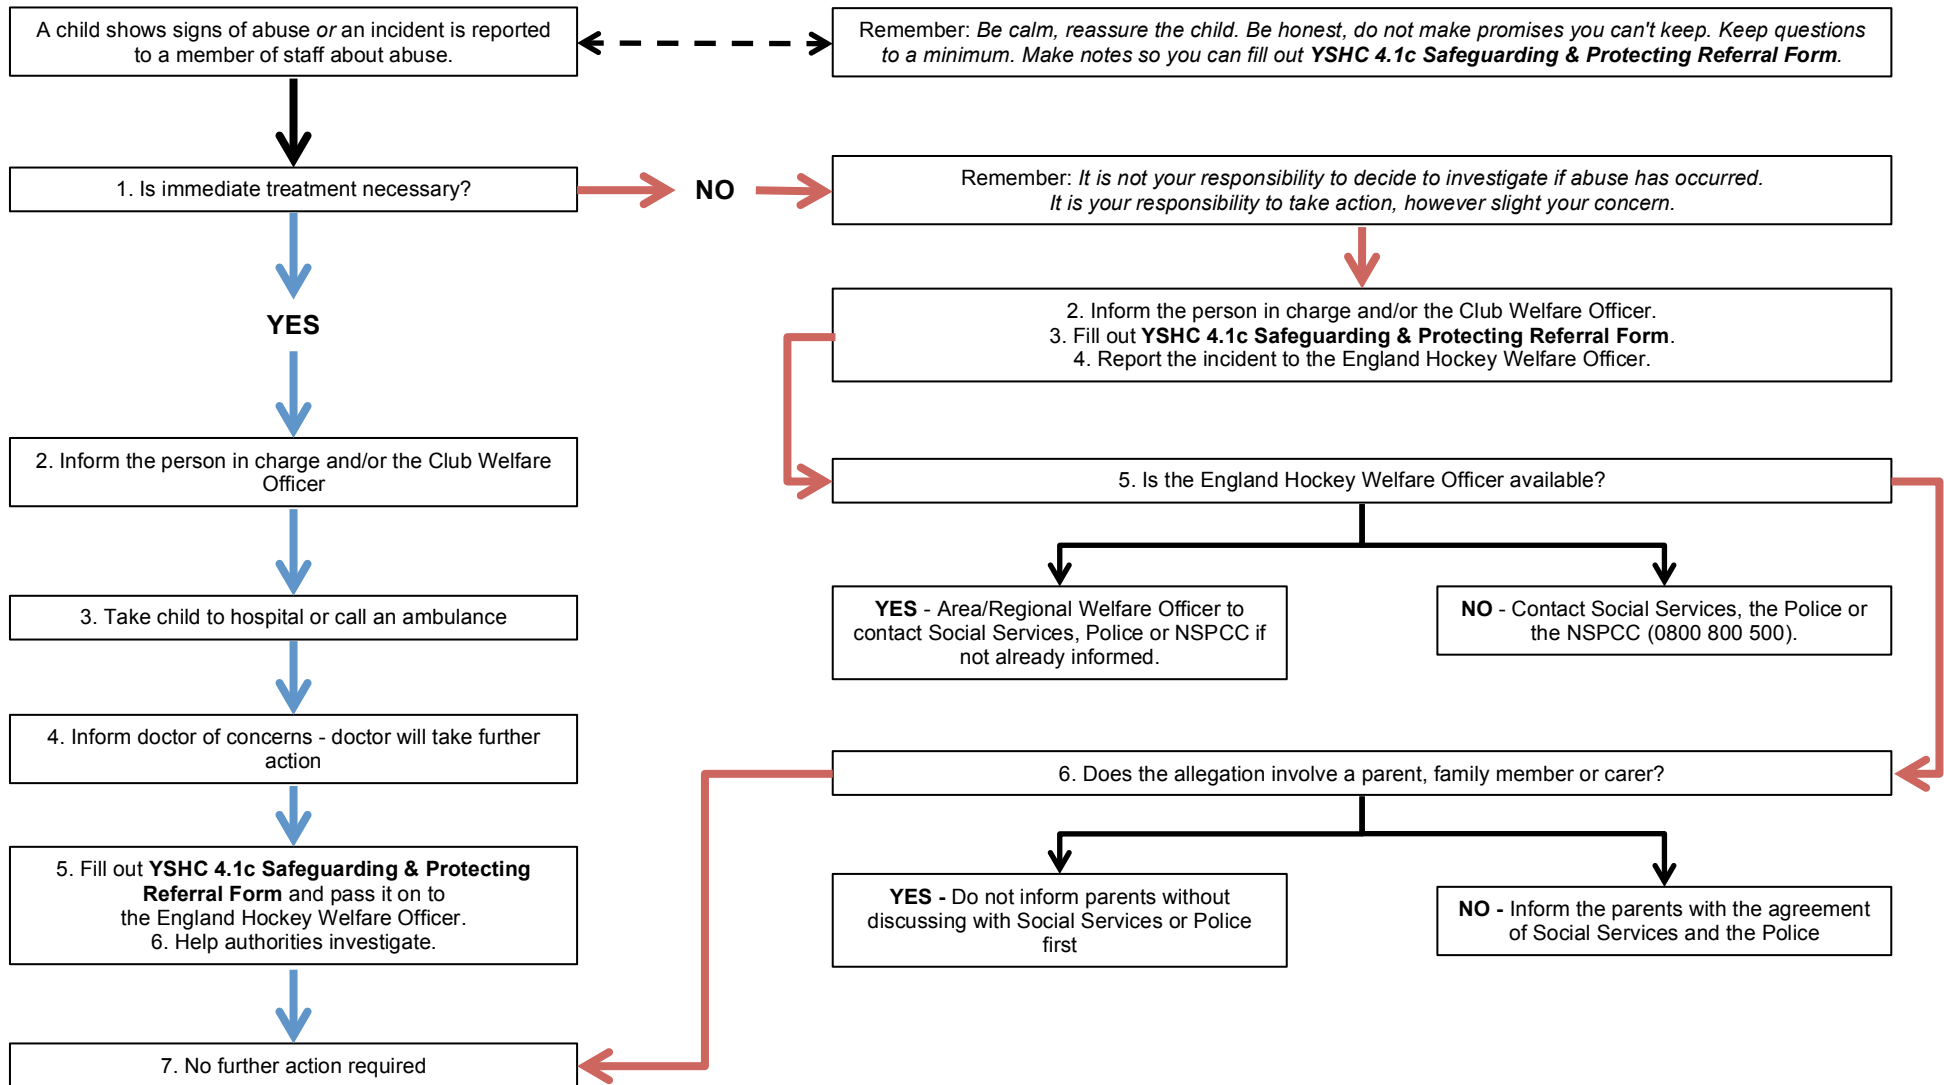 A child shows signs of abuse or an incident is reported
to a member of staff about abuse.
Remember: Be calm, reassure the child. Be honest, do not make promises you can't keep. Keep questions
to a minimum. Make notes so you can fill out YSHC 4.1c Safeguarding & Protecting Referral Form.
1. Is immediate treatment necessary?
NO
Remember: It is not your responsibility to decide to investigate if abuse has occurred.
It is your responsibility to take action, however slight your concern.
YES
2. Inform the person in charge and/or the Club Welfare Officer.
3. Fill out YSHC 4.1c Safeguarding & Protecting Referral Form.
4. Report the incident to the England Hockey Welfare Officer.
2. Inform the person in charge and/or the Club Welfare
Officer
5. Is the England Hockey Welfare Officer available?
3. Take child to hospital or call an ambulance
YES - Area/Regional Welfare Officer to
contact Social Services, Police or NSPCC if
not already informed.
NO - Contact Social Services, the Police or
the NSPCC (0800 800 500).
4. Inform doctor of concerns - doctor will take further
action
6. Does the allegation involve a parent, family member or carer?
5. Fill out YSHC 4.1c Safeguarding & Protecting
Referral Form and pass it on to
the England Hockey Welfare Officer.
6. Help authorities investigate.
YES - Do not inform parents without
discussing with Social Services or Police
first
NO - Inform the parents with the agreement
of Social Services and the Police
7. No further action required